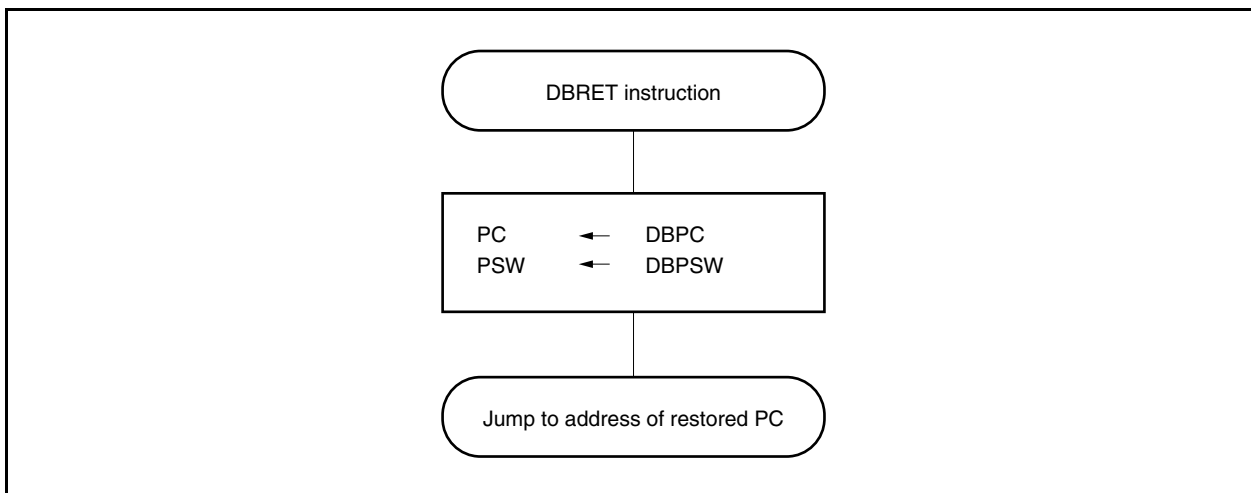 DBRET instruction
PC ← DBPC
PSW ← DBPSW
Jump to address of restored PC